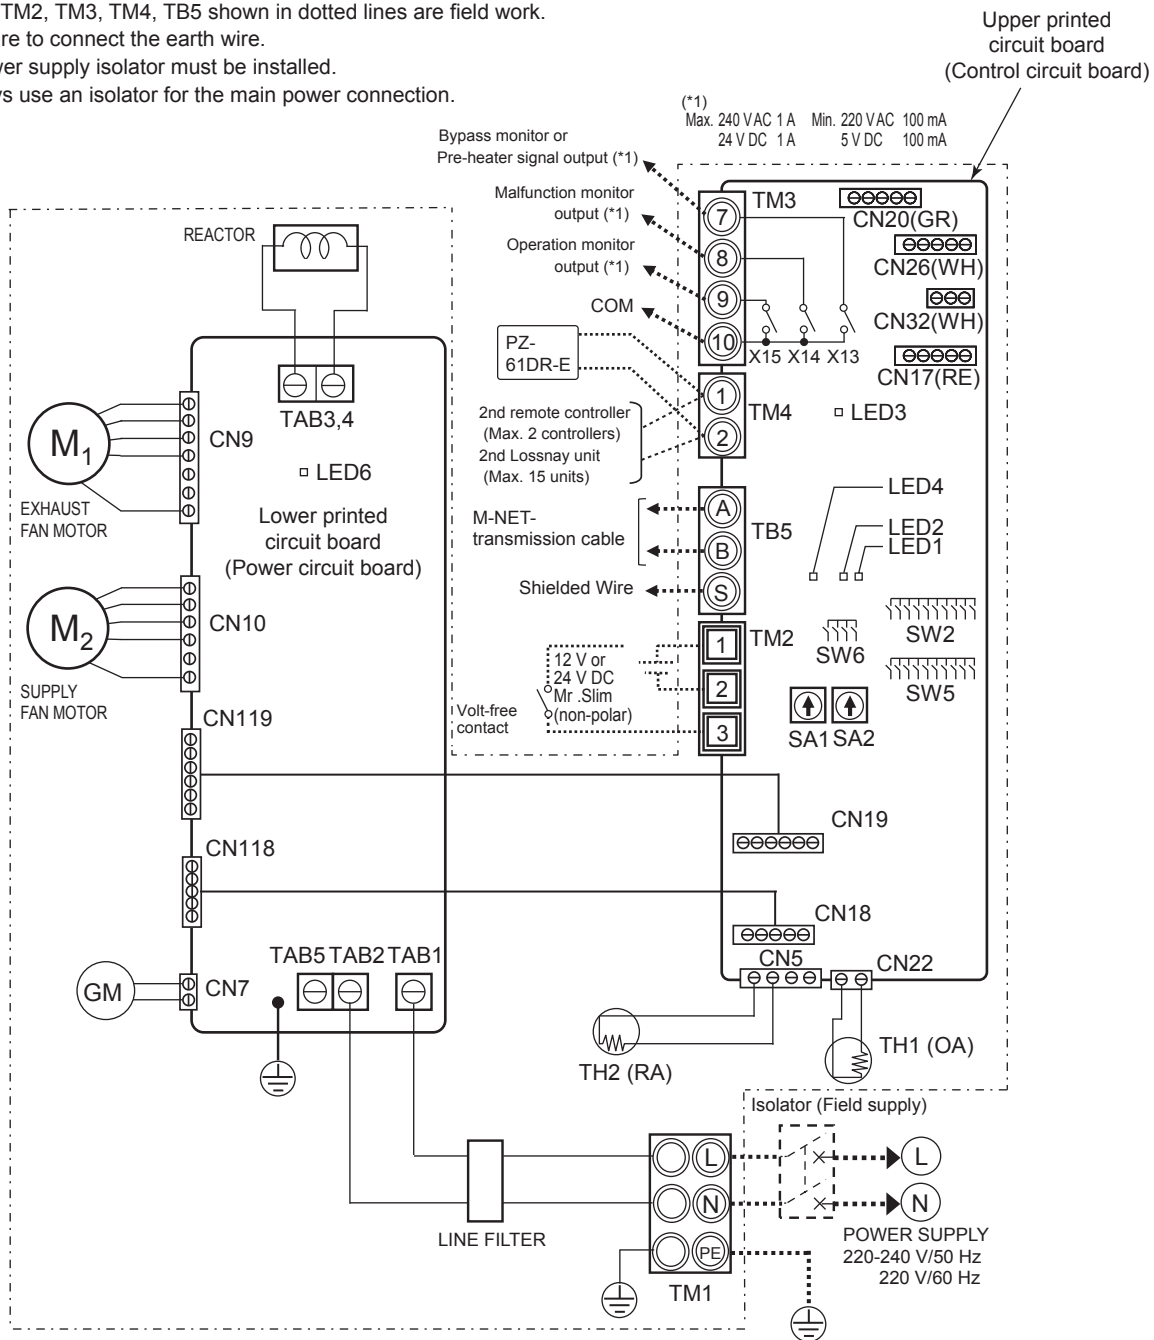 TM2, TM3, TM4, TB5 shown in dotted lines are field work.
to connect the earth wire.
supply isolator must be installed.
use an isolator for the main power connection.
Upper printed
circuit board
(Control circuit board)
(*1)
Max. 240 V AC 1 A Min. 220 V AC 100 mA
24 V DC 1 A 5 V DC 100 mA
Bypass monitor or
Pre-heater signal output (*1)
Malfunction monitor
output (*1)
Operation monitor
output (*1)
COM
7
8
9
10
TM3
X15 X14 X13
CN20(GR)
CN26(WH)
CN32(WH)
CN17(RE)
PZ-
61DR-E
1
2
TM4
LED3
2nd remote controller
(Max. 2 controllers)
2nd Lossnay unit
(Max. 15 units)
M-NET-
transmission cable
Shielded Wire
A
B
S
TB5
LED4
LED2
LED1
SW2
SW6
SW5
SA1 SA2
1
2
3
TM2
12 V or
24 V DC
Mr .Slim
(non-polar)
Volt-free
contact
REACTOR
TAB3,4
LED6
Lower printed
circuit board
(Power circuit board)
M1
EXHAUST
FAN MOTOR
CN9
M2
SUPPLY
FAN MOTOR
CN10
CN119
CN118
CN19
CN18
CN5
CN22
GM
CN7
TAB5 TAB2 TAB1
TH2 (RA)
TH1 (OA)
Isolator (Field supply)
LINE FILTER
L
N
PE
TM1
L
N
POWER SUPPLY
220-240 V/50 Hz
220 V/60 Hz